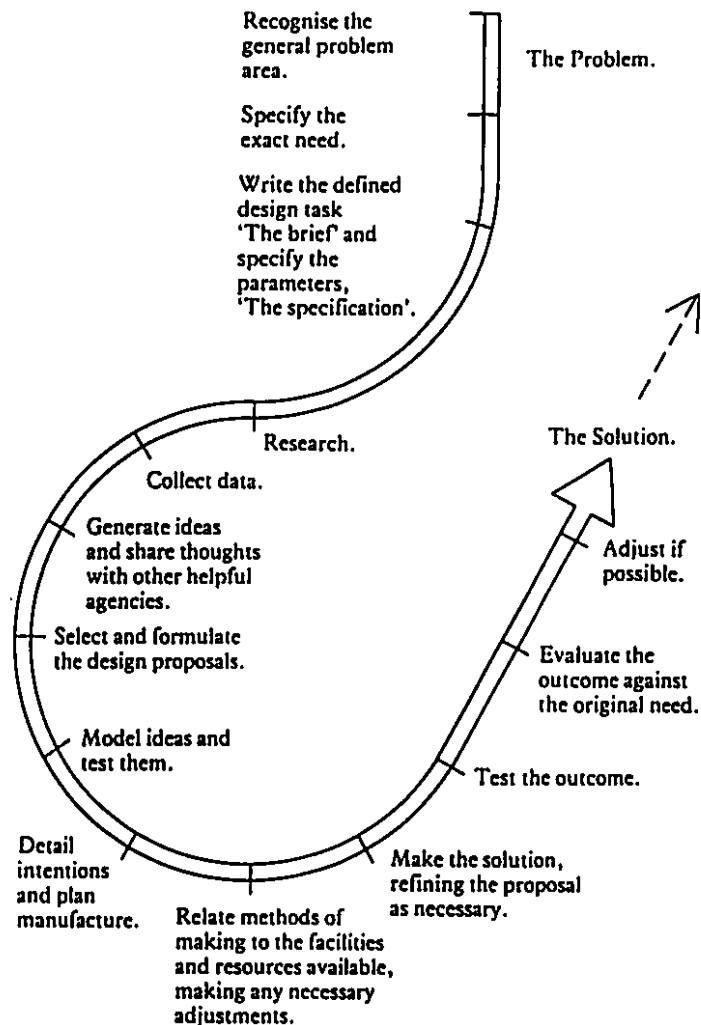 Recognise the
general problem
area.
The Problem.
Specify the
exact need.
Write the defined
design task
'The brief' and
specify the
parameters,
'The specification'.
Research.
Collect data.
Generate ideas
and share thoughts
with other helpful
agencies.
Select and formulate
the design proposals.
Model ideas and
test them.
Detail
intentions
and plan
manufacture.
Relate methods of
making to the facilities
and resources available,
making any necessary
adjustments.
Make the solution,
refining the proposal
as necessary.
Test the outcome.
Evaluate the
outcome against
the original need.
Adjust if
possible.
The Solution.